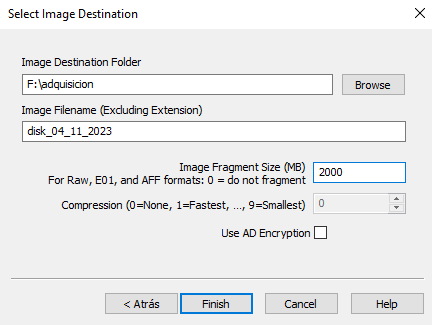 Select Image Destination
Image Destination Folder
F:\adquisicion
Browse
Image Filename (Excluding Extension)
disk_04_11_2023
Image Fragment Size (MB)
2000
For Raw, E01, and AFF formats: 0 = do not fragment
Compression (0=None, 1=Fastest, ..., 9=Smallest)
0
Use AD Encryption
< Atrás
Finish
Cancel
Help